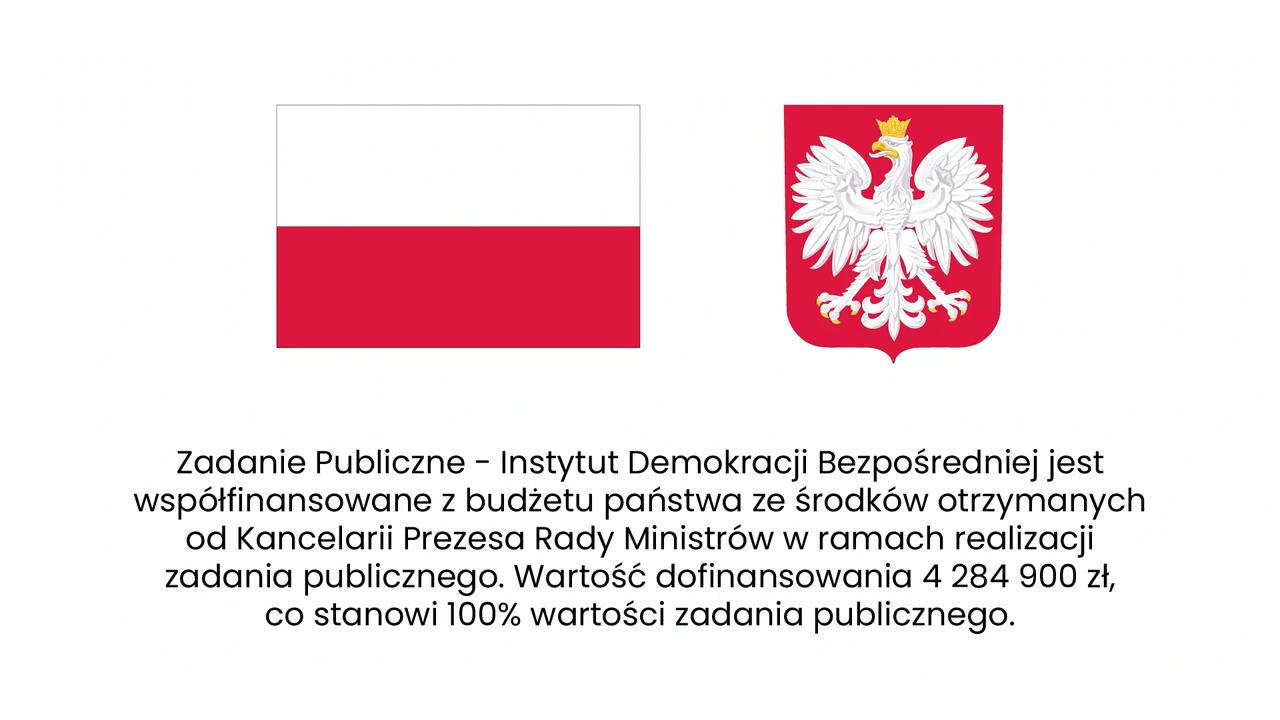 Zadanie Publiczne - Instytut Demokracji Bezpośredniej jest
współfinansowane z budżetu państwa ze środków otrzymanych
od Kancelarii Prezesa Rady Ministrów w ramach realizacji
zadania publicznego. Wartość dofinansowania 4 284 900 zł,
co stanowi 100% wartości zadania publicznego.